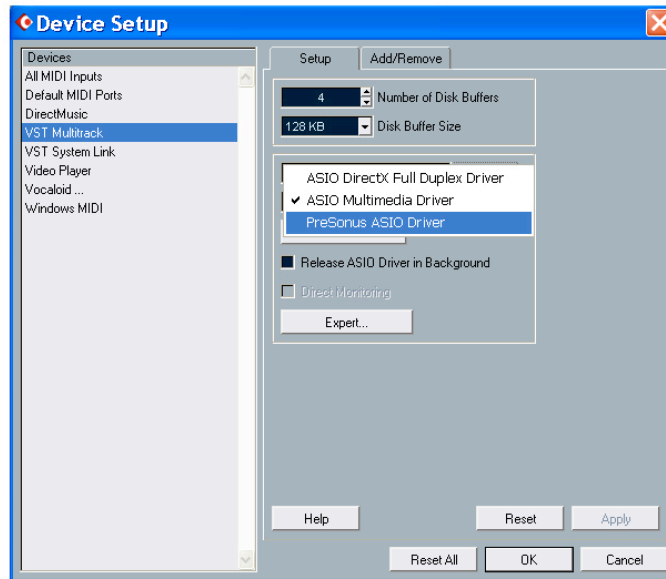 Device Setup
Devices
All MIDI Inputs
Default MIDI Ports
DirectMusic
VST Multitrack
VST System Link
Video Player
Vocaloid ...
Windows MIDI
Setup
Add/Remove
4 Number of Disk Buffers
128 KB Disk Buffer Size
ASIO DirectX Full Duplex Driver
ASIO Multimedia Driver
PreSonus ASIO Driver
Release ASIO Driver in Background
Direct Monitoring
Expert...
Help
Reset
Apply
Reset All
OK
Cancel